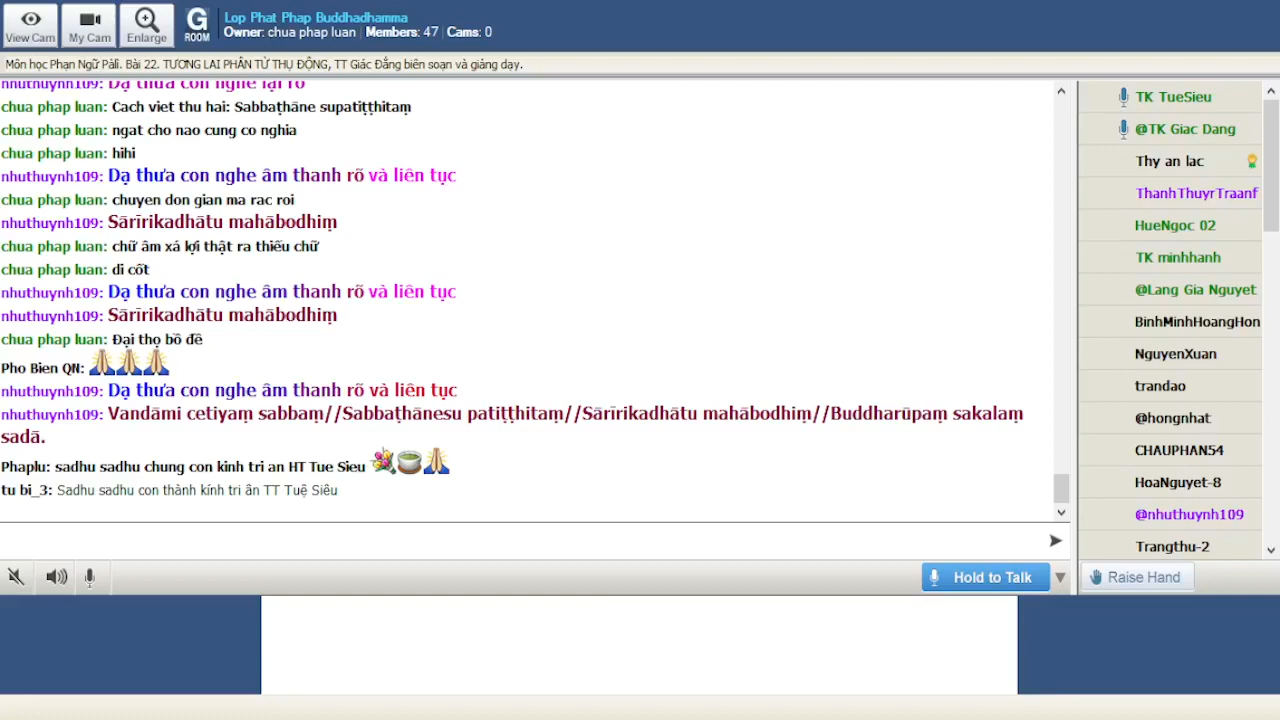 View Cam
My Cam
Enlarge
G
ROOM
Lop Phat Phap Buddhadhamma
Owner: chua phap luan | Members: 47 | Cams: 0
Môn học Phạn Ngữ Pāli. Bài 22. TƯƠNG LAI PHÂN TỪ THỤ ĐỘNG, TT Giác Đẳng biên soạn và giảng dạy.
nhuthuynh109: Dạ thưa con nghe lại rõ
chua phap luan: Cach viet thu hai: Sabbaṭhāne supatiṭṭhitaṃ
chua phap luan: ngat cho nao cung co nghia
chua phap luan: hihi
nhuthuynh109: Dạ thưa con nghe âm thanh rõ và liên tục
chua phap luan: chuyen don gian ma rac roi
nhuthuynh109: Sārīrikadhātu mahābodhiṃ
chua phap luan: chữ âm xá lợi thật ra thiếu chữ
chua phap luan: di cốt
nhuthuynh109: Dạ thưa con nghe âm thanh rõ và liên tục
nhuthuynh109: Sārīrikadhātu mahābodhiṃ
chua phap luan: Đại thọ bồ đề
Pho Bien QN:
nhuthuynh109: Dạ thưa con nghe âm thanh rõ và liên tục
nhuthuynh109: Vandāmi cetiyaṃ sabbaṃ//Sabbaṭhānesu patiṭṭhitaṃ//Sārīrikadhātu mahābodhiṃ//Buddharūpaṃ sakalaṃ
sadā.
Phaplu: sadhu sadhu chung con kinh tri an HT Tue Sieu
tu bi_3: Sadhu sadhu con thành kính tri ân TT Tuệ Siêu
Hold to Talk
TK TueSieu
@TK Giac Dang
Thy an lac
ThanhThuyrTraanf
HueNgoc 02
TK minhhanh
@Lang Gia Nguyet
BinhMinhHoangHon
NguyenXuan
trandao
@hongnhat
CHAUPHAN54
HoaNguyet-8
@nhuthuynh109
Trangthu-2
Raise Hand